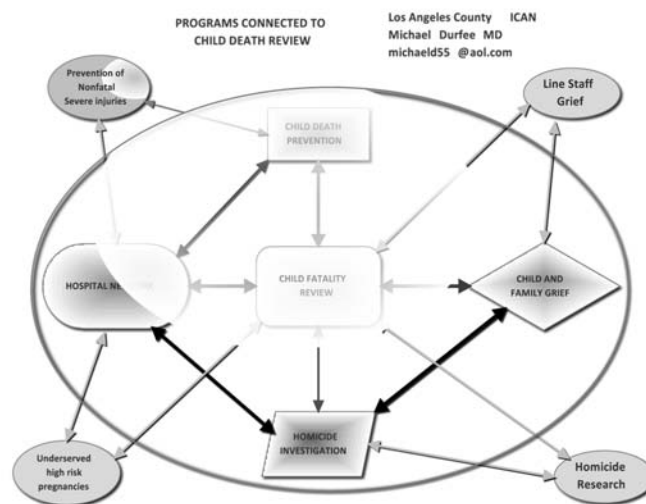 PROGRAMS CONNECTED TO
CHILD DEATH REVIEW
Los Angeles County ICAN
Michael Durfee MD
michaeld55 @aol.com
Prevention of
Nonfatal
Severe injuries
Line Staff
Grief
CHILD DEATH
PREVENTION
HOSPITAL
CHILD FATALITY
REVIEW
CHILD AND
FAMILY GRIEF
HOMICIDE
INVESTIGATION
Underserved
high risk
pregnancies
Homicide
Research